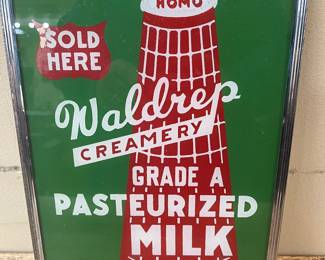 HOMO
SOLD
HERE
Waldrep
CREAMERY
GRADE A
PASTEURIZED
MILK